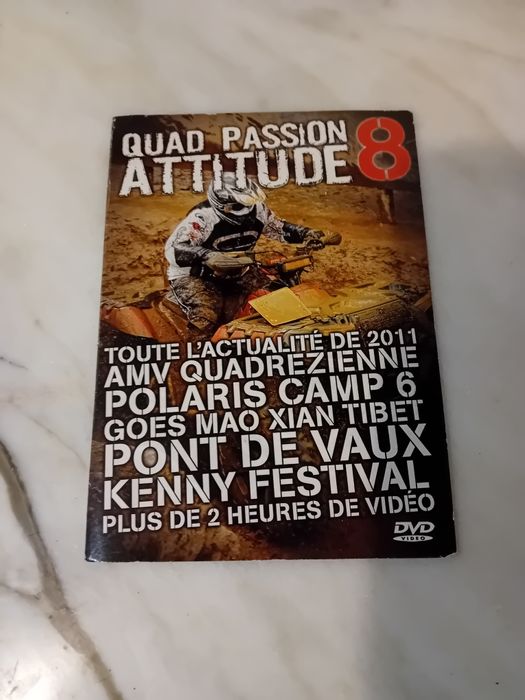 QUAD PASSION
ATTITUDE 8
TOUTE L'ACTUALITÉ DE 2011
AMV QUADREZIENNE
POLARIS CAMP 6
GOES MAO XIAN TIBET
PONT DE VAUX
KENNY FESTIVAL
PLUS DE 2 HEURES DE VIDÉO
DVD
VIDEO